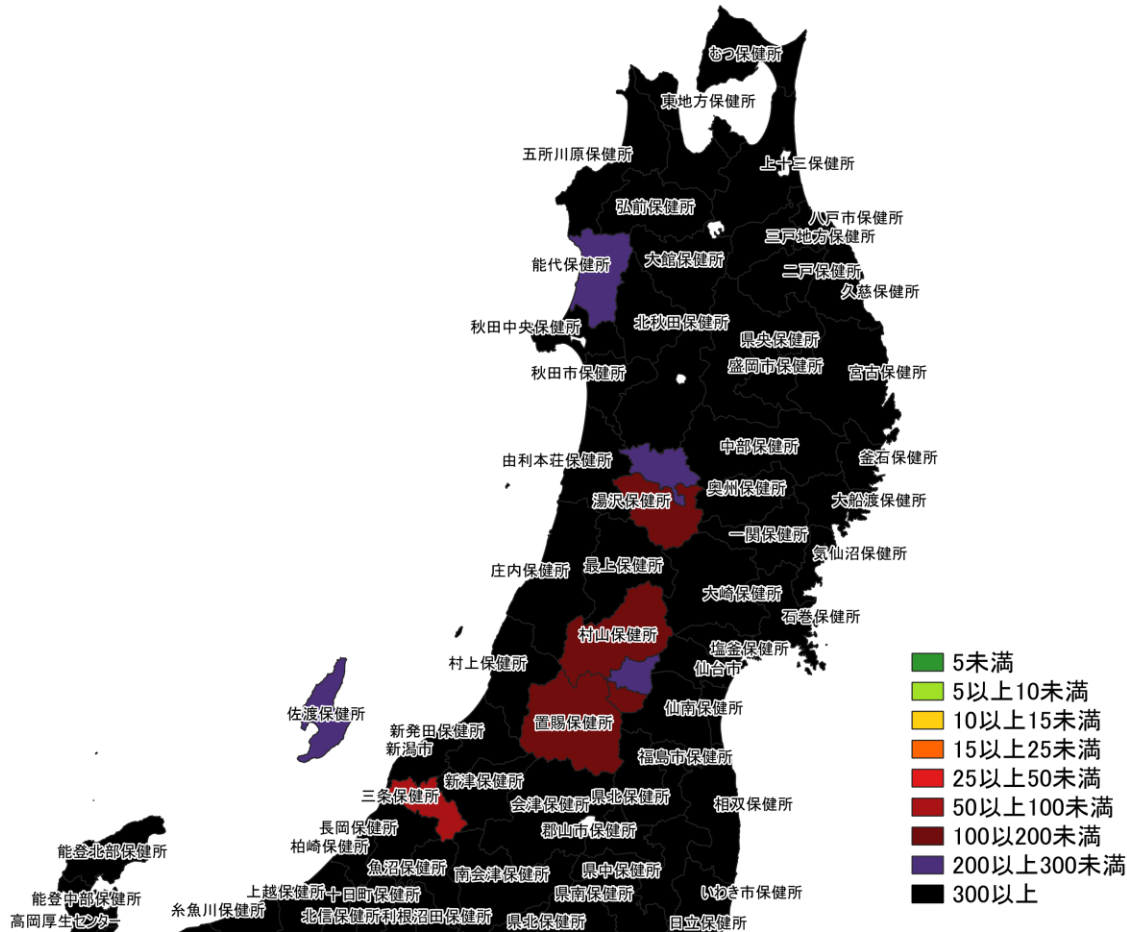 むつ保健所
東地方保健所
五所川原保健所
上十三保健所
弘前保健所
八戸市保健所
三戸地方保健所
能代保健所
大館保健所
二戸保健所
久慈保健所
秋田中央保健所
北秋田保健所
県央保健所
盛岡市保健所
秋田市保健所
宮古保健所
中部保健所
由利本荘保健所
釜石保健所
奥州保健所
湯沢保健所
大船渡保健所
一関保健所
気仙沼保健所
最上保健所
庄内保健所
大崎保健所
石巻保健所
村山保健所
塩釜保健所
村上保健所
仙台市
佐渡保健所
仙南保健所
置賜保健所
新発田保健所
新潟市
福島市保健所
新津保健所
三条保健所
会津保健所
県北保健所
相双保健所
長岡保健所
郡山市保健所
柏崎保健所
能登北部保健所
魚沼保健所
南会津保健所
県中保健所
能登中部保健所
上越保健所
十日町保健所
県南保健所
いわき市保健所
糸魚川保健所
高岡厚生センター
北信保健所
利根沼田保健所
県北保健所
日立保健所
5未満
5以上10未満
10以上15未満
15以上25未満
25以上50未満
50以上100未満
100以200未満
200以上300未満
300以上